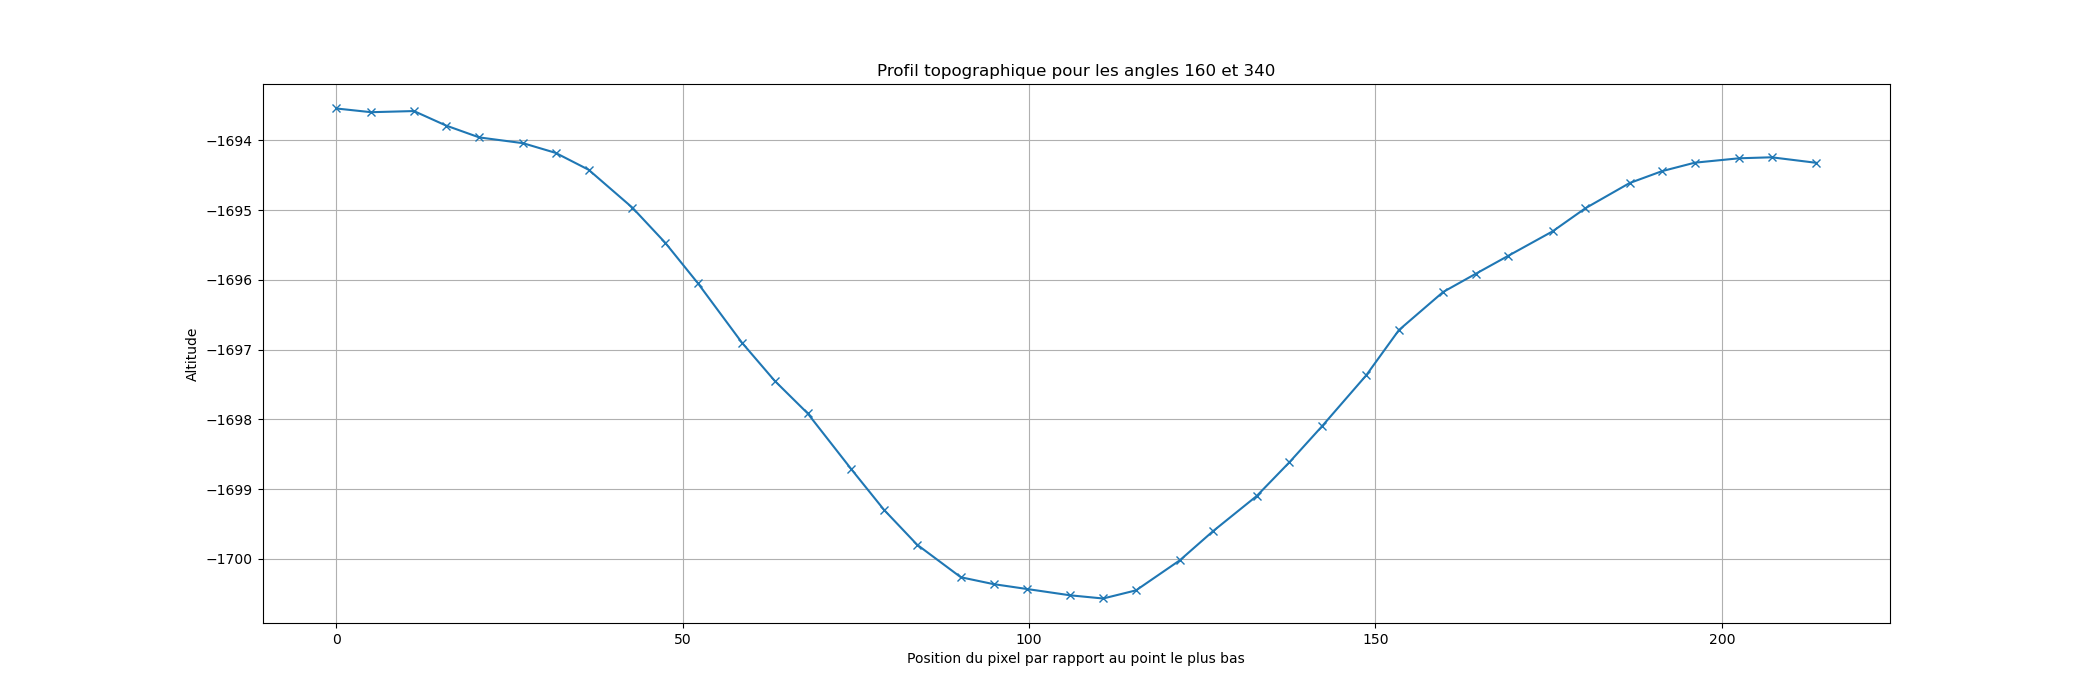 Profil topographique pour les angles 160 et 340
Altitude
−1694
−1695
−1696
−1697
−1698
−1699
−1700
0 50 100 150 200
Position du pixel par rapport au point le plus bas